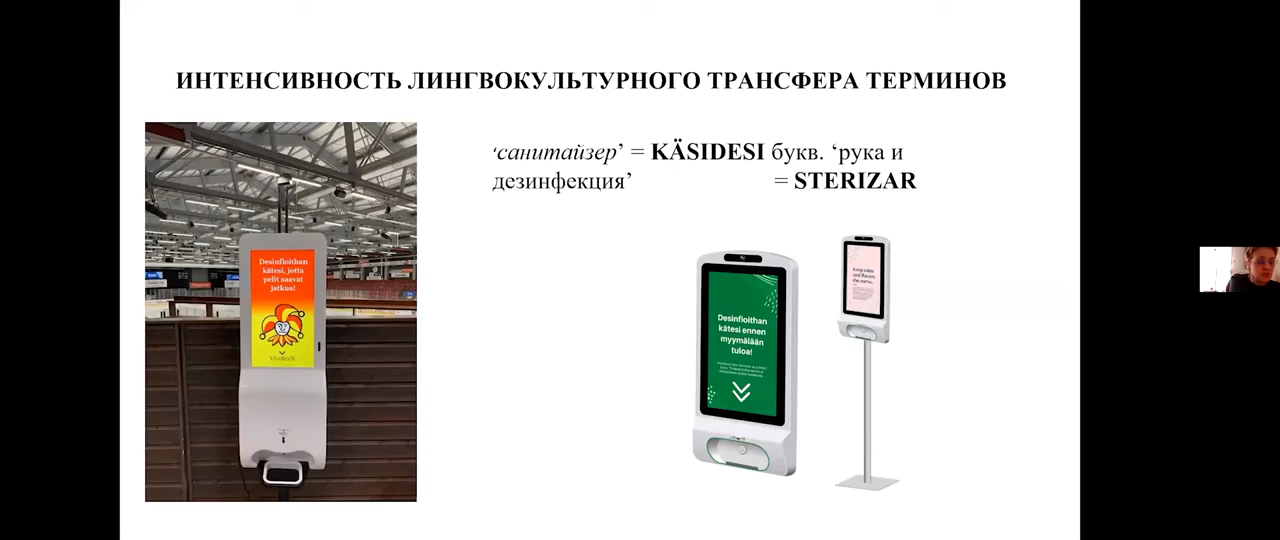 ИНТЕНСИВНОСТЬ ЛИНГВОКУЛЬТУРНОГО ТРАНСФЕРА ТЕРМИНОВ
‘санитайзер’ = KÄSIDESI букв. ‘рука и
дезинфекция’ = STERIZAR
Desinfioithan
kätesi, jotta
pelit saavat
jatkua!
Vivotech
Desinfioithan
kätesi ennen
myymälään
tuloa!
keep calm
and flatten
the curve.